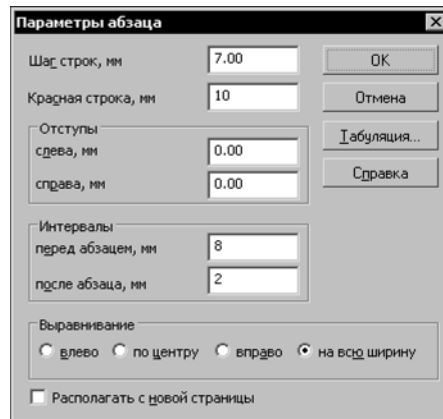 Параметры абзаца
Шаг строк, мм 7.00 OK
Красная строка, мм 10 Отмена
Отступы Табуляция...
слева, мм 0.00
справа, мм 0.00 Справка
Интервалы
перед абзацем, мм 8
после абзаца, мм 2
Выравнивание
влево по центру вправо на всю ширину
Располагать с новой страницы